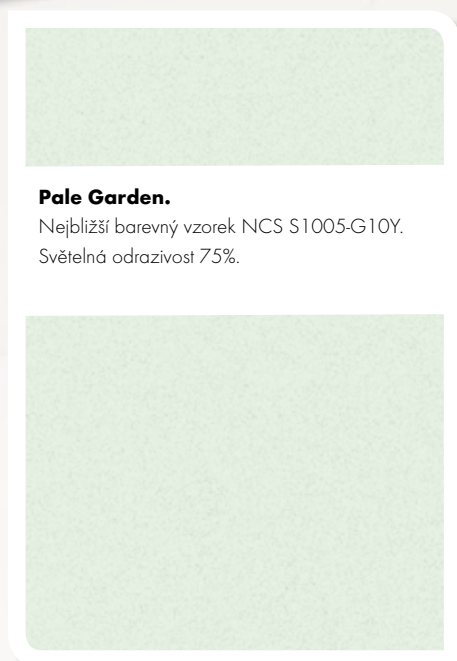 Pale Garden.
Nejbližší barevný vzorek NCS S1005-G10Y.
Světelná odrazivost 75%.